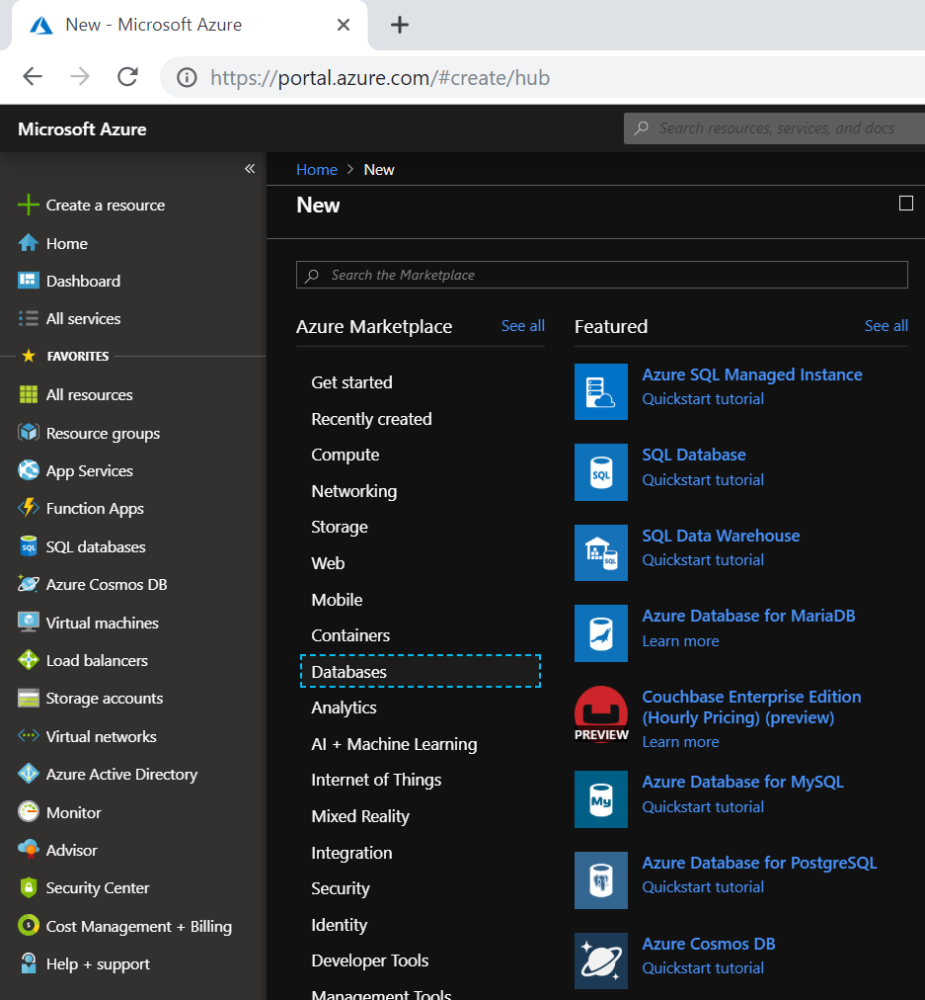 New - Microsoft Azure
https://portal.azure.com/#create/hub
Microsoft Azure
Search resources, services, and docs
Create a resource
Home
Dashboard
All services
FAVORITES
All resources
Resource groups
App Services
Function Apps
SQL databases
Azure Cosmos DB
Virtual machines
Load balancers
Storage accounts
Virtual networks
Azure Active Directory
Monitor
Advisor
Security Center
Cost Management + Billing
Help + support
Home > New
New
Search the Marketplace
Azure Marketplace See all
Get started
Recently created
Compute
Networking
Storage
Web
Mobile
Containers
Databases
Analytics
AI + Machine Learning
Internet of Things
Mixed Reality
Integration
Security
Identity
Developer Tools
Management Tools
Featured See all
Azure SQL Managed Instance
Quickstart tutorial
SQL
SQL Database
Quickstart tutorial
SQL
SQL Data Warehouse
Quickstart tutorial
Azure Database for MariaDB
Learn more
PREVIEW
Couchbase Enterprise Edition
(Hourly Pricing) (preview)
Learn more
My
Azure Database for MySQL
Quickstart tutorial
Azure Database for PostgreSQL
Quickstart tutorial
Azure Cosmos DB
Quickstart tutorial